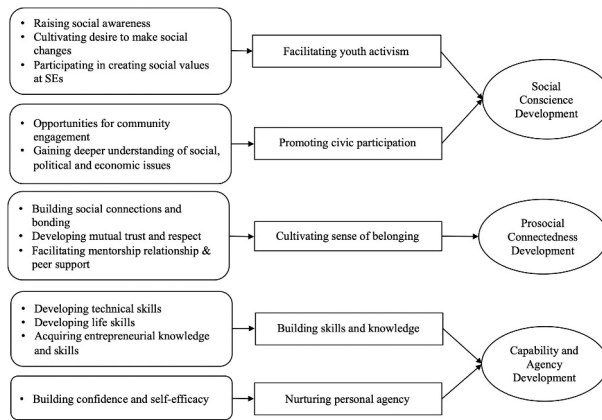 • Raising social awareness
• Cultivating desire to make social
changes
• Participating in creating social values
at SEs
Facilitating youth activism
• Opportunities for community
engagement
• Gaining deeper understanding of social,
political and economic issues
Promoting civic participation
Social
Conscience
Development
• Building social connections and
bonding
• Developing mutual trust and respect
• Facilitating mentorship relationship &
peer support
Cultivating sense of belonging
Prosocial
Connectedness
Development
• Developing technical skills
• Developing life skills
• Acquiring entrepreneurial knowledge
and skills
Building skills and knowledge
• Building confidence and self-efficacy
Nurturing personal agency
Capability and
Agency
Development